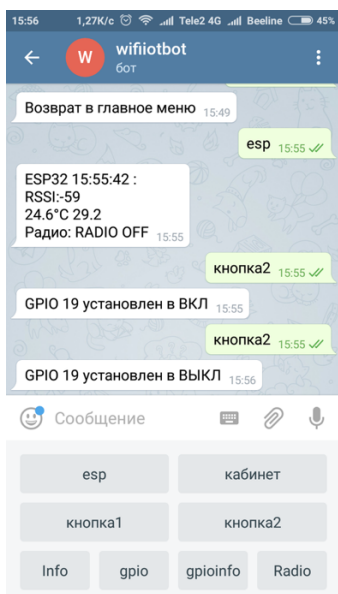 15:56 1,27K/c Tele2 4G Beeline 45%
W wifiiotbot
бот
Возврат в главное меню 15:49
esp 15:55
ESP32 15:55:42 :
RSSI:-59
24.6°C 29.2
Радио: RADIO OFF 15:55
кнопка2 15:55
GPIO 19 установлен в ВКЛ 15:55
кнопка2 15:55
GPIO 19 установлен в ВЫКЛ 15:56
Сообщение
esp кабинет
кнопка1 кнопка2
Info gpio gpioinfo Radio